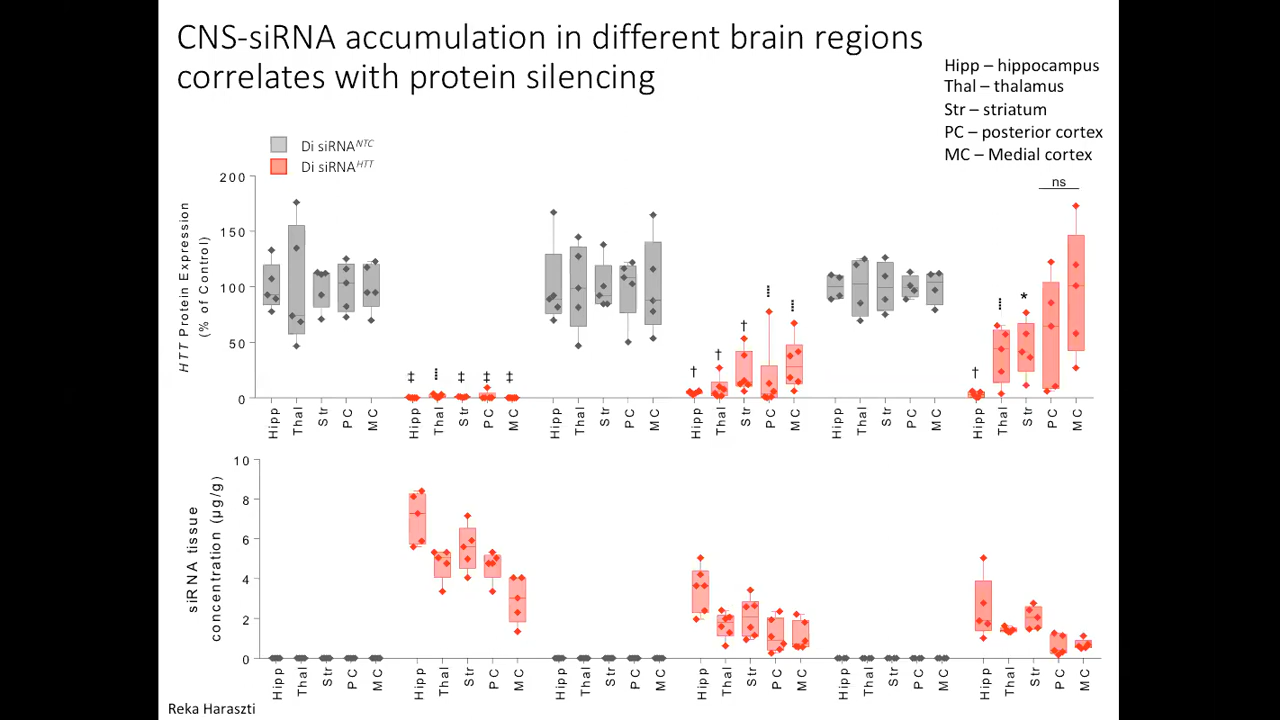 CNS-siRNA accumulation in different brain regions
correlates with protein silencing
Hipp – hippocampus
Thal – thalamus
Str – striatum
PC – posterior cortex
MC – Medial cortex
Di siRNA^NTC
Di siRNA^HTT
HTT Protein Expression
(% of Control)
200
150
100
50
0
‡ ⁞ ‡ ‡ ‡
† † † ⁞ ⁞
† ⁞ *
ns
Hipp Thal Str PC MC Hipp Thal Str PC MC Hipp Thal Str PC MC Hipp Thal Str PC MC Hipp Thal Str PC MC Hipp Thal Str PC MC
siRNA tissue
concentration (µg/g)
10
8
6
4
2
0
Hipp Thal Str PC MC Hipp Thal Str PC MC Hipp Thal Str PC MC Hipp Thal Str PC MC Hipp Thal Str PC MC Hipp Thal Str PC MC
Reka Haraszti